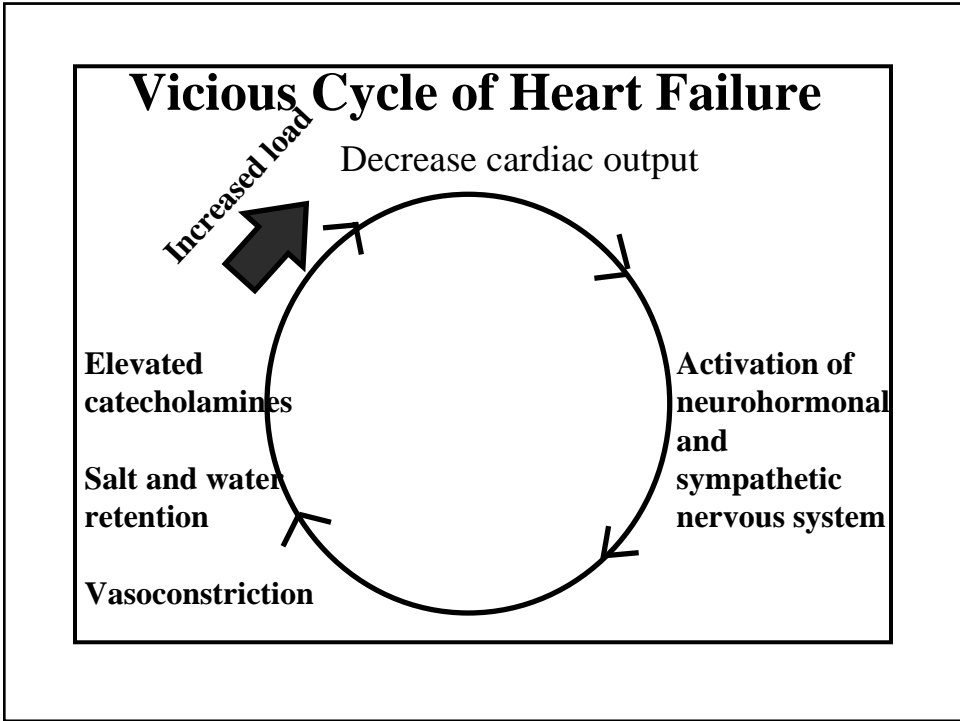 Vicious Cycle of Heart Failure
Increased load
Decrease cardiac output
Elevated
catecholamines
Salt and water
retention
Vasoconstriction
Activation of
neurohormonal
and
sympathetic
nervous system